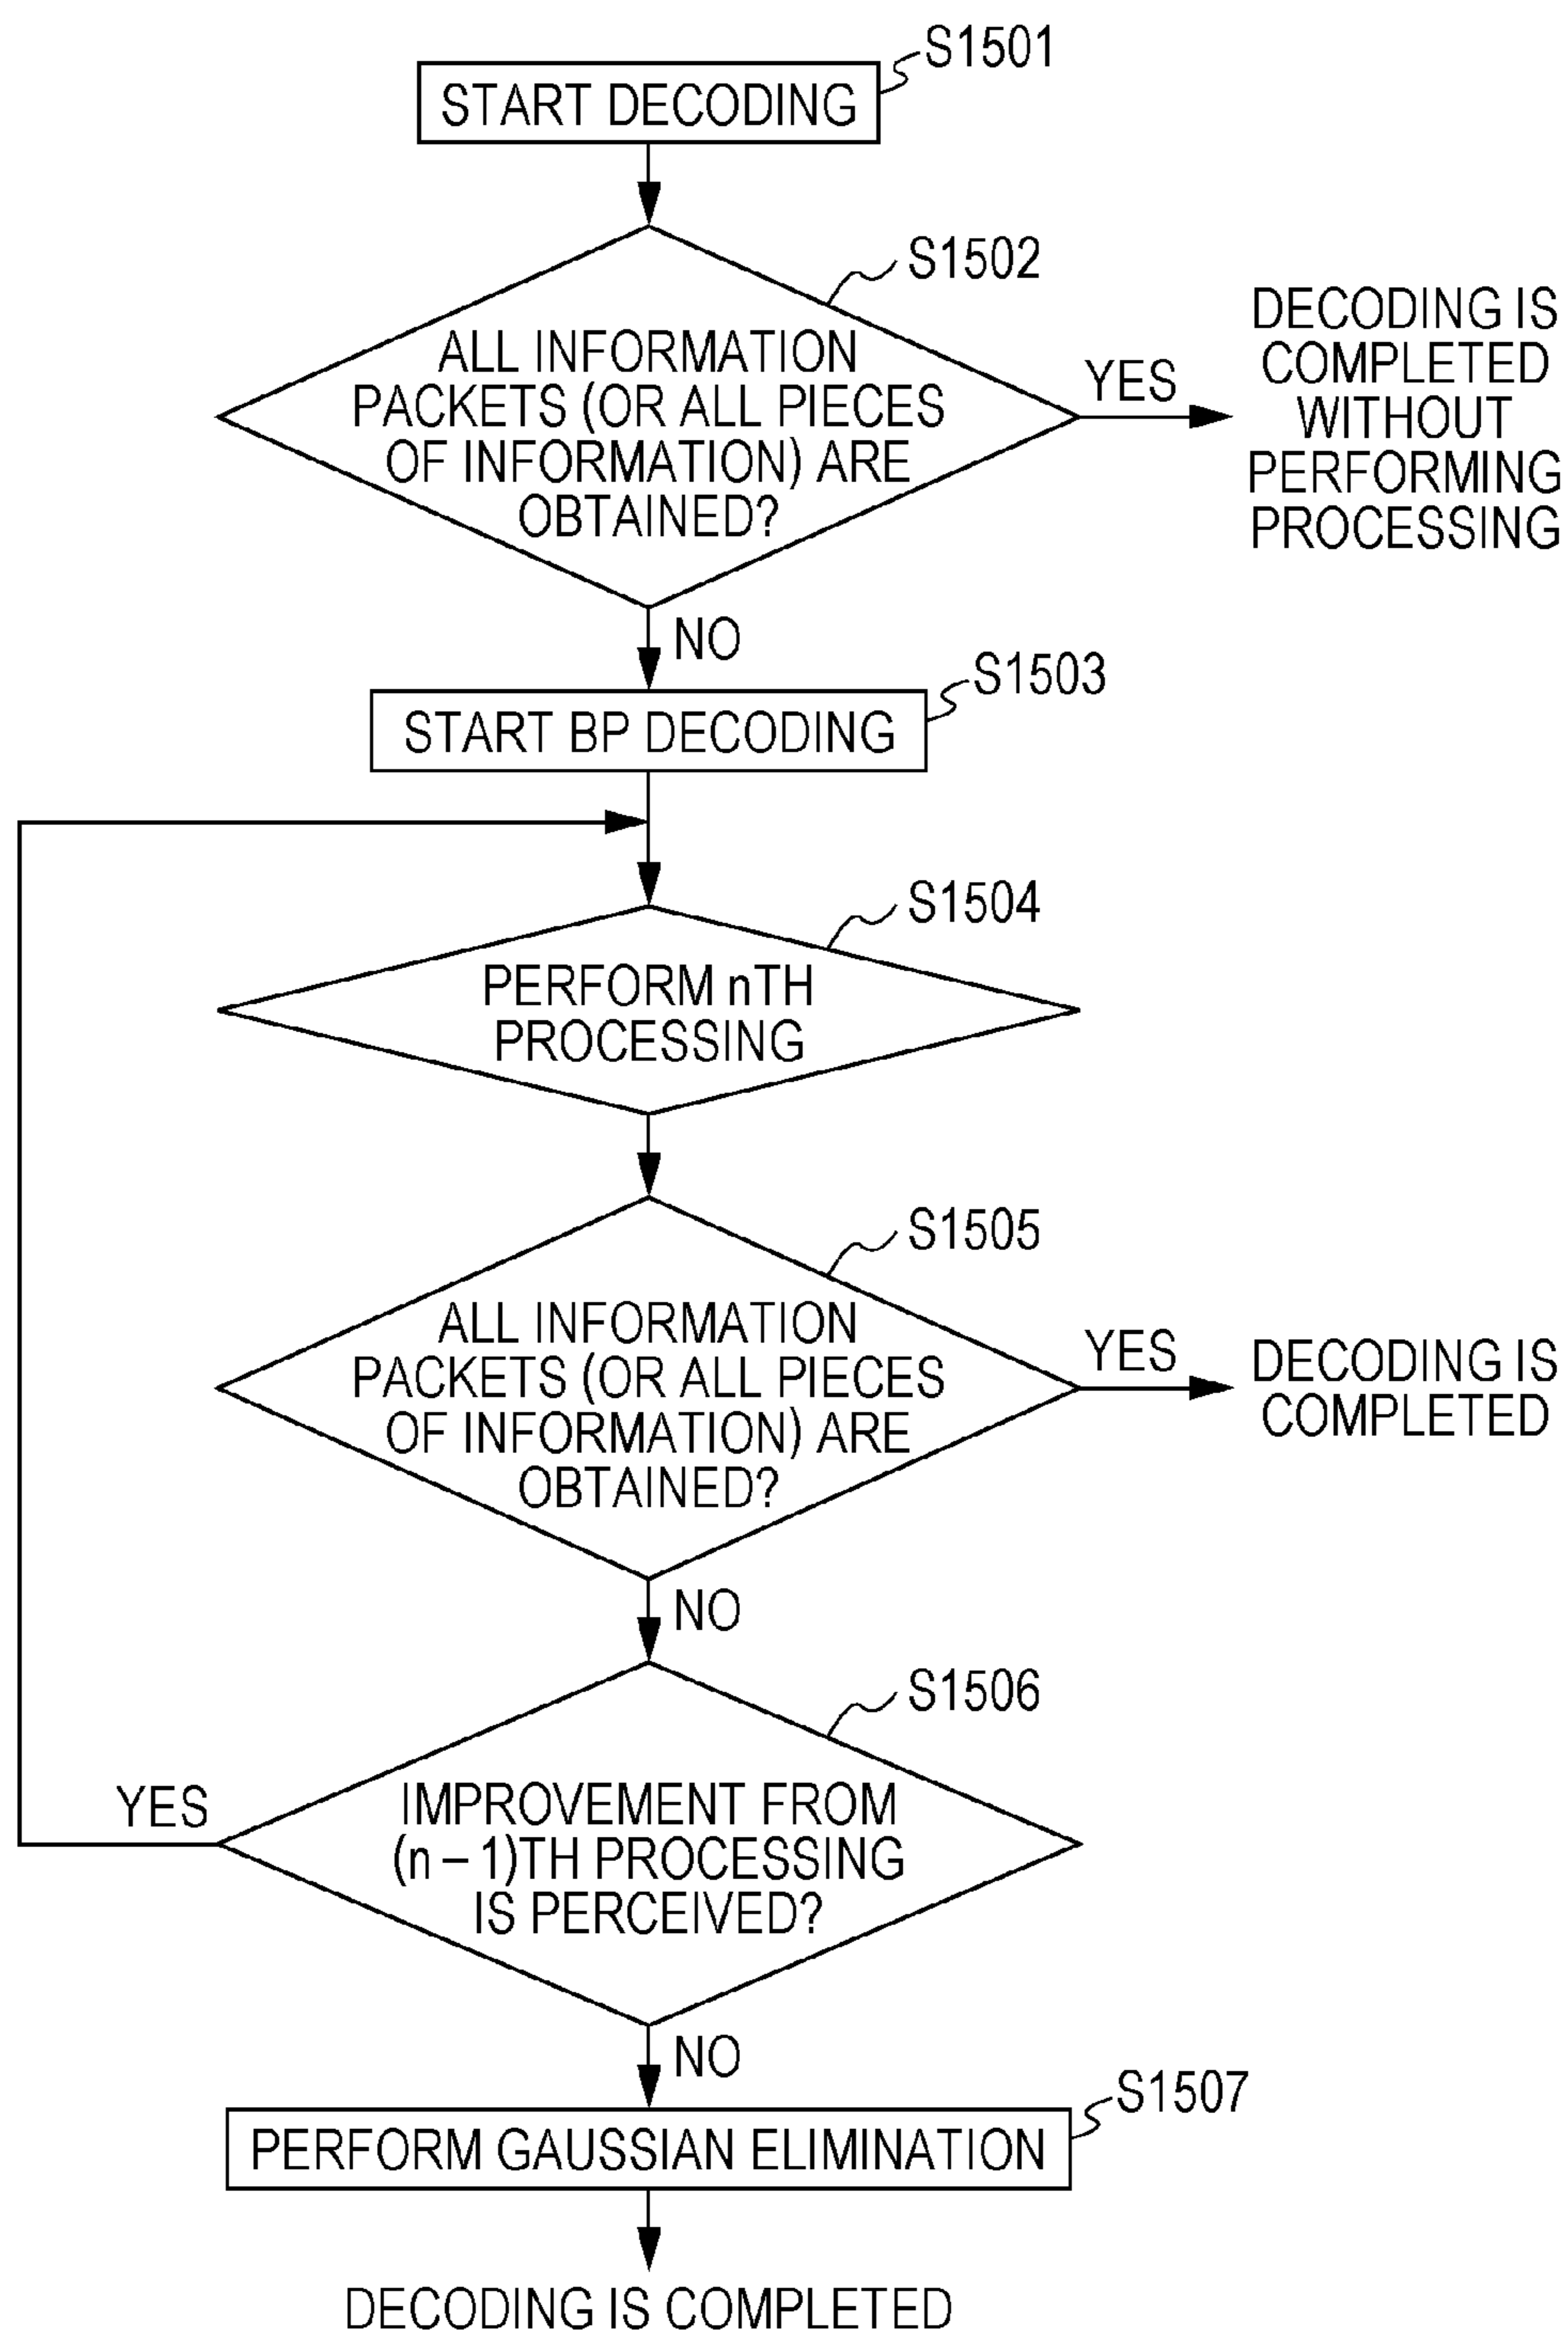 S1501
START DECODING
S1502
ALL INFORMATION
PACKETS (OR ALL PIECES
OF INFORMATION) ARE
OBTAINED?
YES
DECODING IS
COMPLETED
WITHOUT
PERFORMING
PROCESSING
NO
S1503
START BP DECODING
S1504
PERFORM nTH
PROCESSING
S1505
ALL INFORMATION
PACKETS (OR ALL PIECES
OF INFORMATION) ARE
OBTAINED?
YES
DECODING IS
COMPLETED
NO
S1506
IMPROVEMENT FROM
(n – 1)TH PROCESSING
IS PERCEIVED?
YES
NO
S1507
PERFORM GAUSSIAN ELIMINATION
DECODING IS COMPLETED